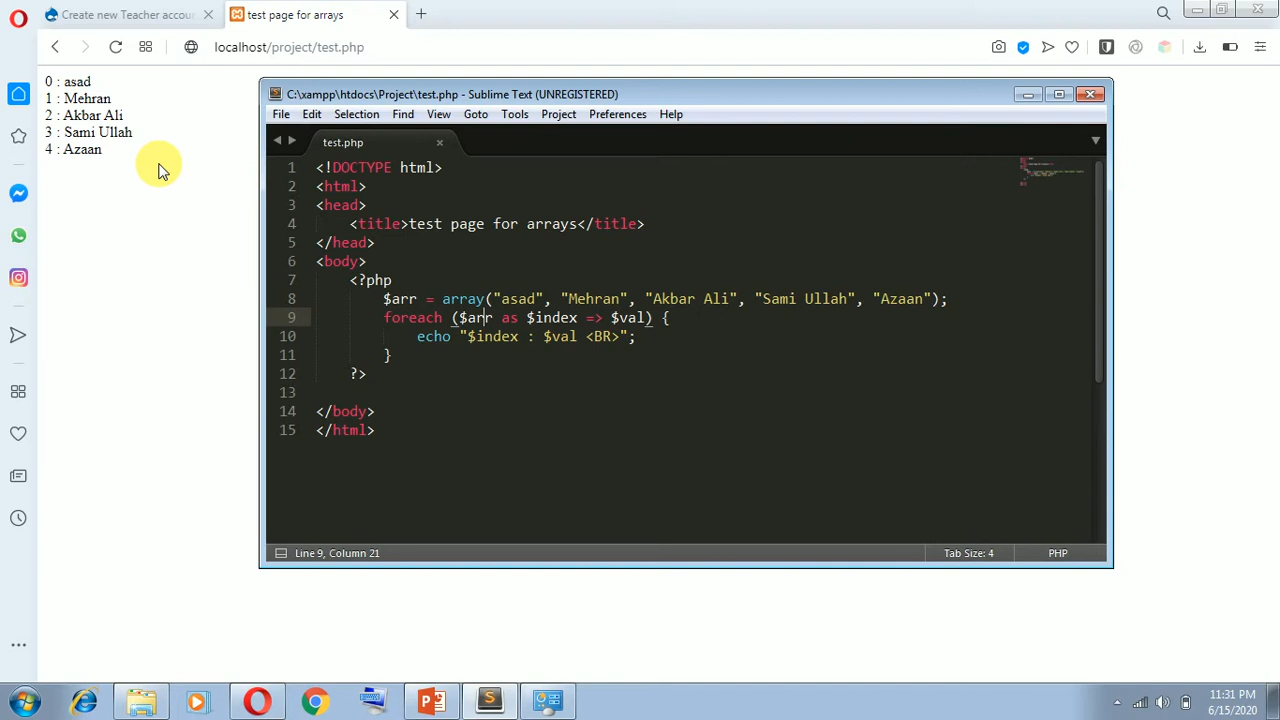 Create new Teacher accour
test page for arrays
localhost/project/test.php
0 : asad
1 : Mehran
2 : Akbar Ali
3 : Sami Ullah
4 : Azaan
C:\xampp\htdocs\Project\test.php - Sublime Text (UNREGISTERED)
File Edit Selection Find View Goto Tools Project Preferences Help
test.php
1 <!DOCTYPE html>
2 <html>
3 <head>
4 <title>test page for arrays</title>
5 </head>
6 <body>
7 <?php
8 $arr = array("asad", "Mehran", "Akbar Ali", "Sami Ullah", "Azaan");
9 foreach ($arr as $index => $val) {
10 echo "$index : $val <BR>";
11 }
12 ?>
13
14 </body>
15 </html>
Line 9, Column 21
Tab Size: 4
PHP
11:31 PM
6/15/2020